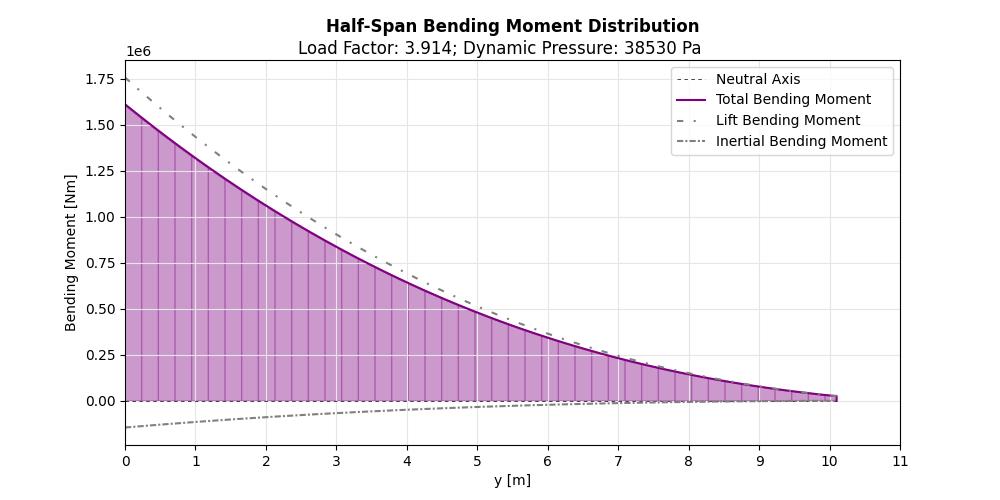 Half-Span Bending Moment Distribution
Load Factor: 3.914; Dynamic Pressure: 38530 Pa
1e6
1.75
1.50
1.25
1.00
0.75
0.50
0.25
0.00
Bending Moment [Nm]
Neutral Axis
Total Bending Moment
Lift Bending Moment
Inertial Bending Moment
0 1 2 3 4 5 6 7 8 9 10 11
y [m]